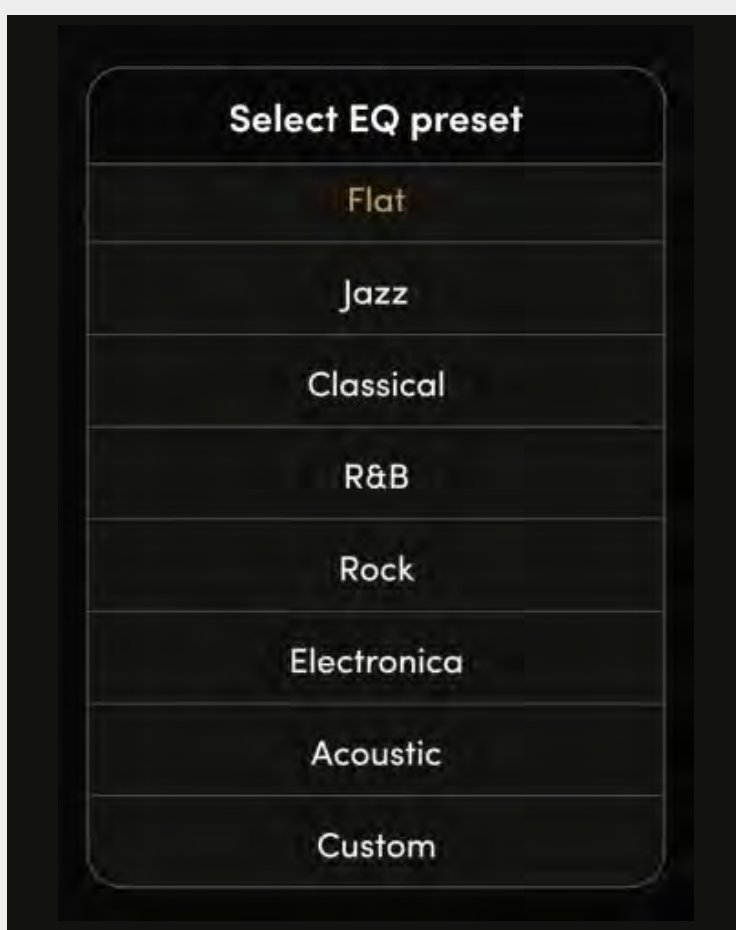 Select EQ preset
Flat
Jazz
Classical
R&B
Rock
Electronica
Acoustic
Custom